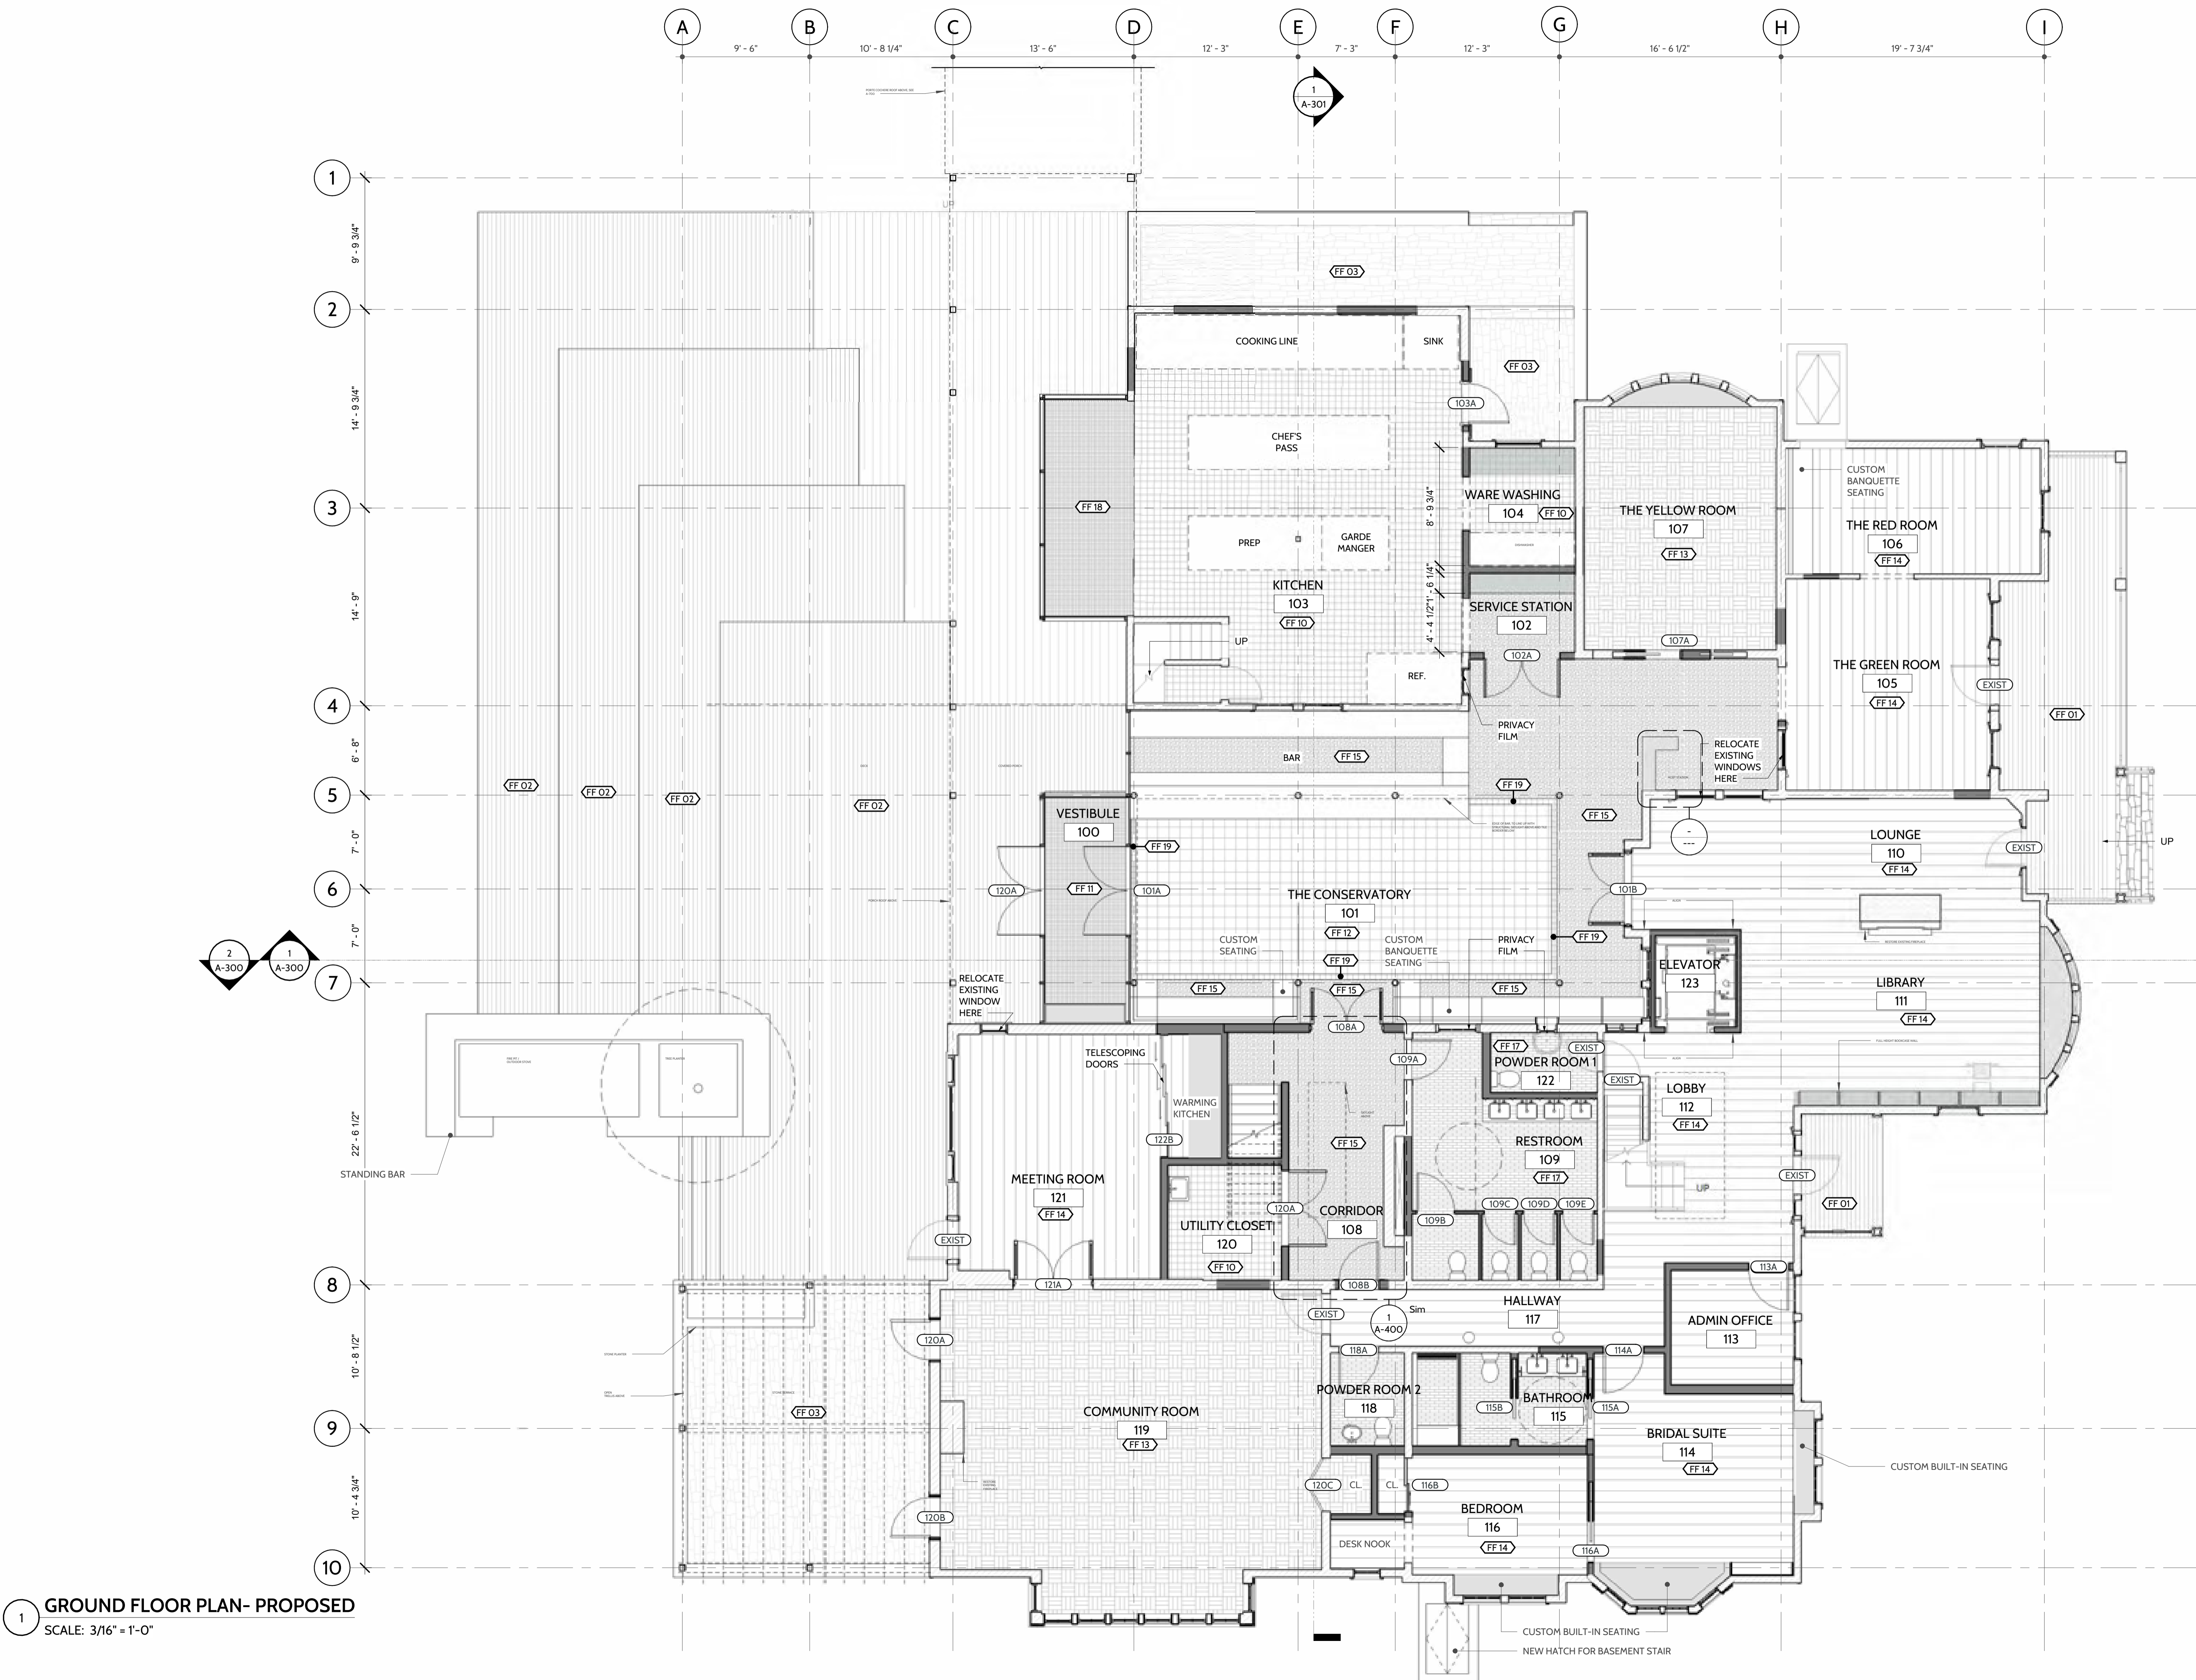 A
B
C
D
E
F
G
H
I
9' - 6"
10' - 8 1/4"
13' - 6"
12' - 3"
7' - 3"
12' - 3"
16' - 6 1/2"
19' - 7 3/4"
1
A-301
1
2
3
4
5
6
7
8
9
10
9' - 9 3/4"
14' - 9 3/4"
14' - 9"
6' - 8"
7' - 0"
7' - 0"
22' - 6 1/2"
10' - 8 1/2"
10' - 4 3/4"
UP
FF 03
FF 03
COOKING LINE
SINK
103A
CHEF'S
PASS
FF 18
PREP
GARDE
MANGER
KITCHEN
103
FF 10
8' - 9 3/4"
1' - 6 1/4"
4' - 4 1/2"
UP
REF.
WARE WASHING
104
FF 10
SERVICE STATION
102
102A
THE YELLOW ROOM
107
FF 13
107A
CUSTOM
BANQUETTE
SEATING
THE RED ROOM
106
FF 14
THE GREEN ROOM
105
FF 14
EXIST
FF 01
PRIVACY
FILM
RELOCATE
EXISTING
WINDOWS
HERE
BAR
FF 15
FF 19
FF 15
-
---
FF 02
FF 02
FF 02
FF 02
VESTIBULE
100
FF 19
120A
FF 11
101A
THE CONSERVATORY
101
FF 12
FF 19
101B
LOUNGE
110
FF 14
EXIST
UP
2
A-300
1
A-300
CUSTOM
SEATING
CUSTOM
BANQUETTE
SEATING
PRIVACY
FILM
FF 19
FF 15
FF 15
FF 15
ELEVATOR
123
LIBRARY
111
FF 14
RELOCATE
EXISTING
WINDOW
HERE
108A
TELESCOPING
DOORS
WARMING
KITCHEN
122B
109A
FF 17
EXIST
POWDER ROOM 1
122
EXIST
LOBBY
112
FF 14
STANDING BAR
MEETING ROOM
121
FF 14
EXIST
121A
UTILITY CLOSET
120
FF 10
120A
FF 15
CORRIDOR
108
108B
RESTROOM
109
FF 17
109B
109C
109D
109E
UP
EXIST
FF 01
113A
ADMIN OFFICE
113
HALLWAY
117
EXIST
1
A-400
Sim
120A
118A
114A
POWDER ROOM 2
118
115B
BATHROOM
115
115A
BRIDAL SUITE
114
FF 14
CUSTOM BUILT-IN SEATING
FF 03
COMMUNITY ROOM
119
FF 13
120B
120C
CL.
CL.
116B
BEDROOM
116
FF 14
DESK NOOK
116A
CUSTOM BUILT-IN SEATING
NEW HATCH FOR BASEMENT STAIR
1
GROUND FLOOR PLAN- PROPOSED
SCALE: 3/16" = 1'-0"